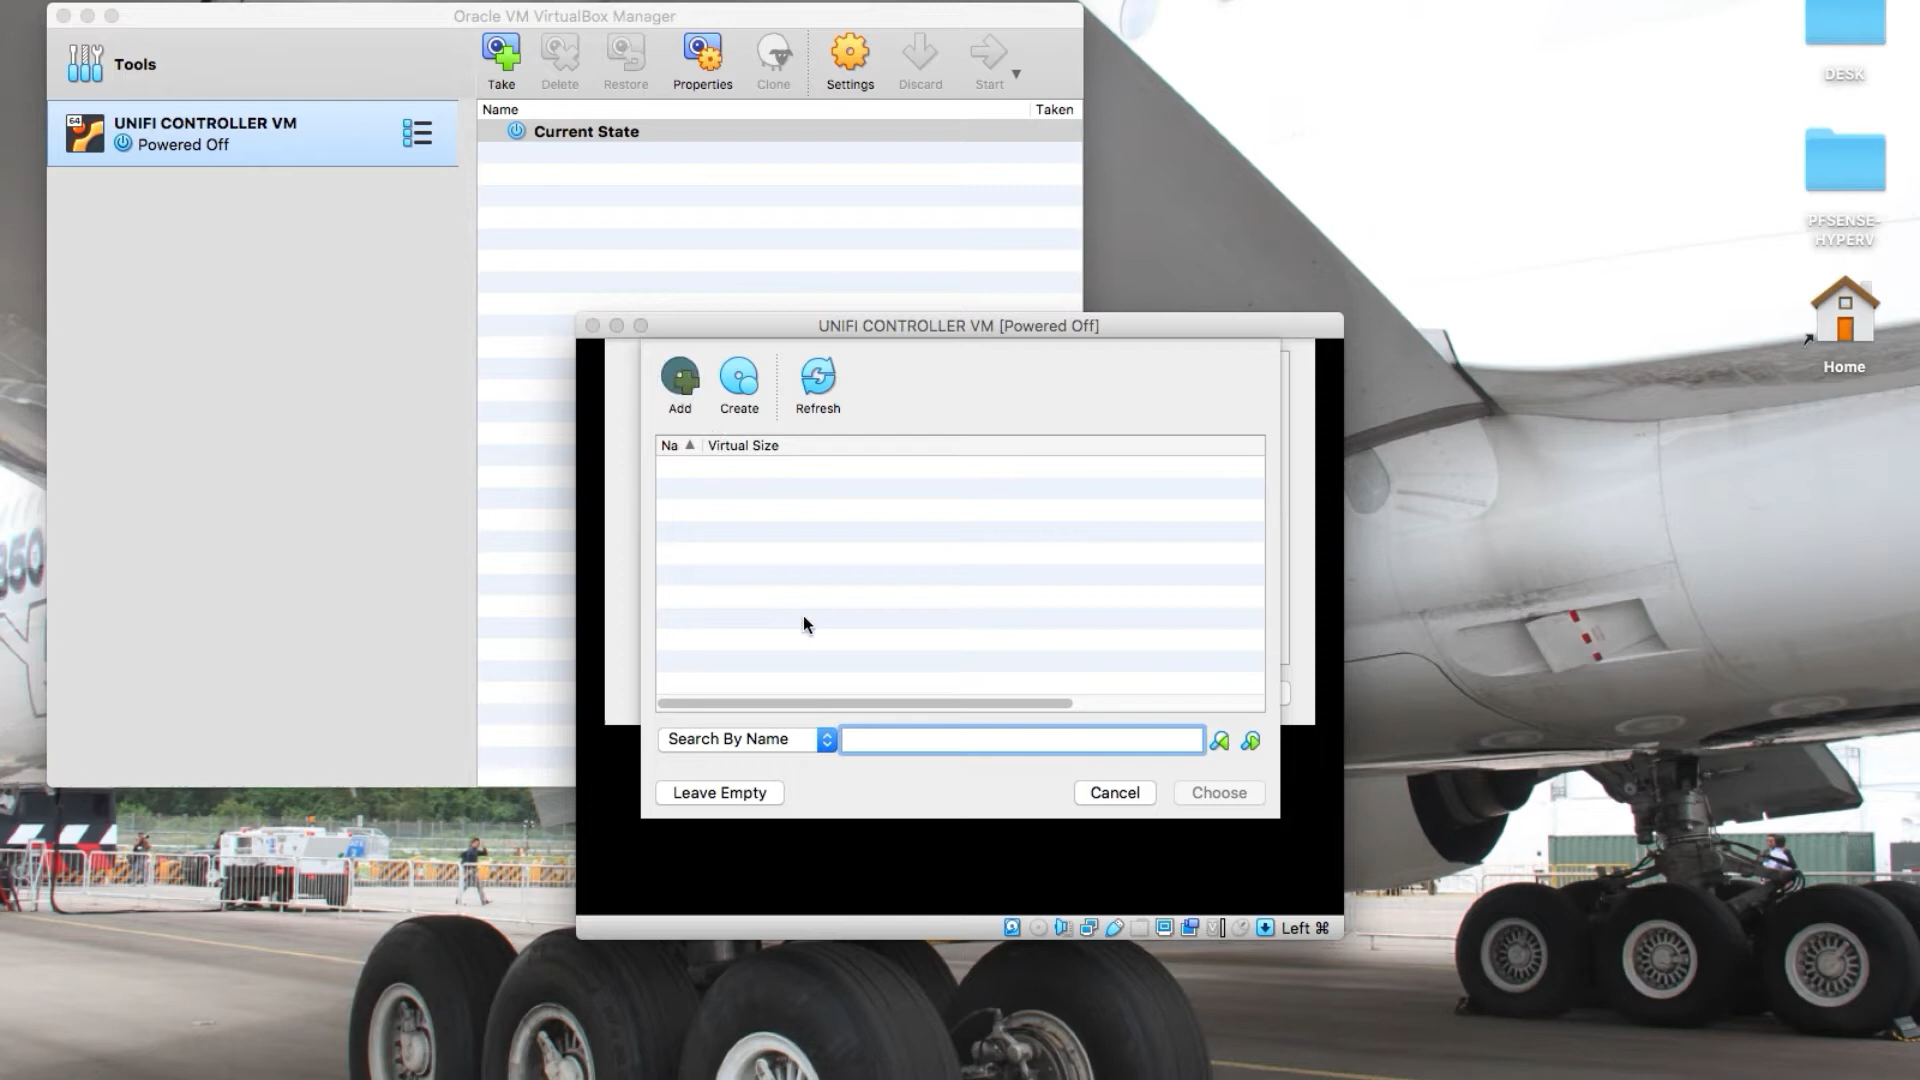 Oracle VM VirtualBox Manager
Tools
Take
Delete
Restore
Properties
Clone
Settings
Discard
Start
64
UNIFI CONTROLLER VM
Powered Off
Name
Taken
Current State
DESK
PFSENSE-
HYPERV
Home
UNIFI CONTROLLER VM [Powered Off]
Add
Create
Refresh
Na
Virtual Size
Search By Name
Leave Empty
Cancel
Choose
Left ⌘